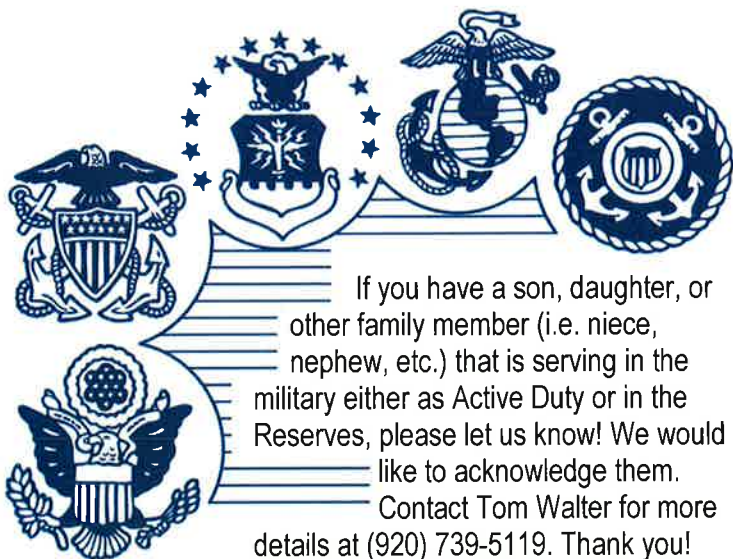 If you have a son, daughter, or
other family member (i.e. niece,
nephew, etc.) that is serving in the
military either as Active Duty or in the
Reserves, please let us know! We would
like to acknowledge them.
Contact Tom Walter for more
details at (920) 739-5119. Thank you!